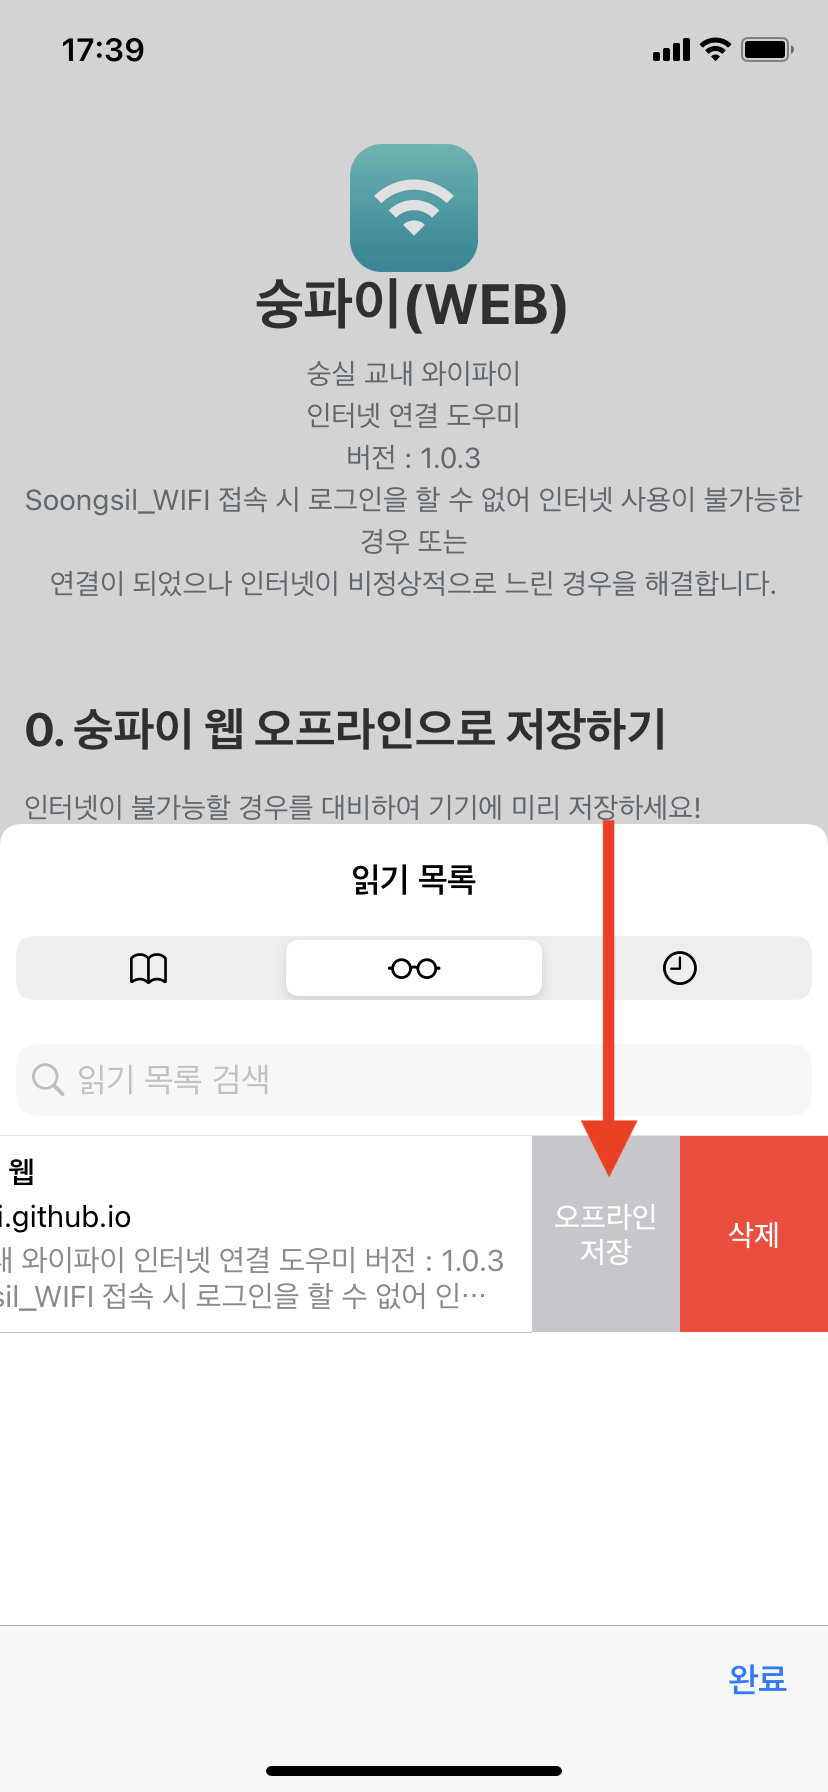 17:39
숭파이(WEB)
숭실 교내 와이파이
인터넷 연결 도우미
버전 : 1.0.3
Soongsil_WIFI 접속 시 로그인을 할 수 없어 인터넷 사용이 불가능한
경우 또는
연결이 되었으나 인터넷이 비정상적으로 느린 경우을 해결합니다.
0. 숭파이 웹 오프라인으로 저장하기
인터넷이 불가능할 경우를 대비하여 기기에 미리 저장하세요!
읽기 목록
읽기 목록 검색
웹
i.github.io
와이파이 인터넷 연결 도우미 버전 : 1.0.3
sil_WIFI 접속 시 로그인을 할 수 없어 인…
오프라인
저장
삭제
완료